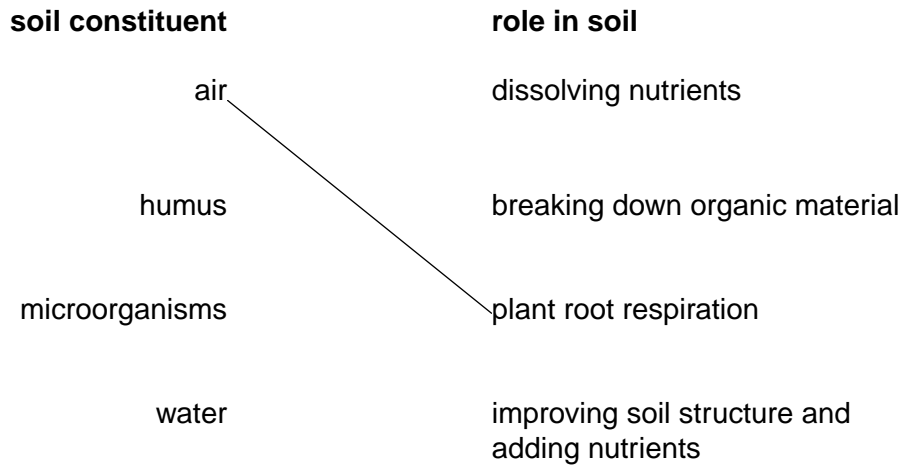 soil constituent role in soil
air dissolving nutrients
humus breaking down organic material
microorganisms plant root respiration
water improving soil structure and
adding nutrients